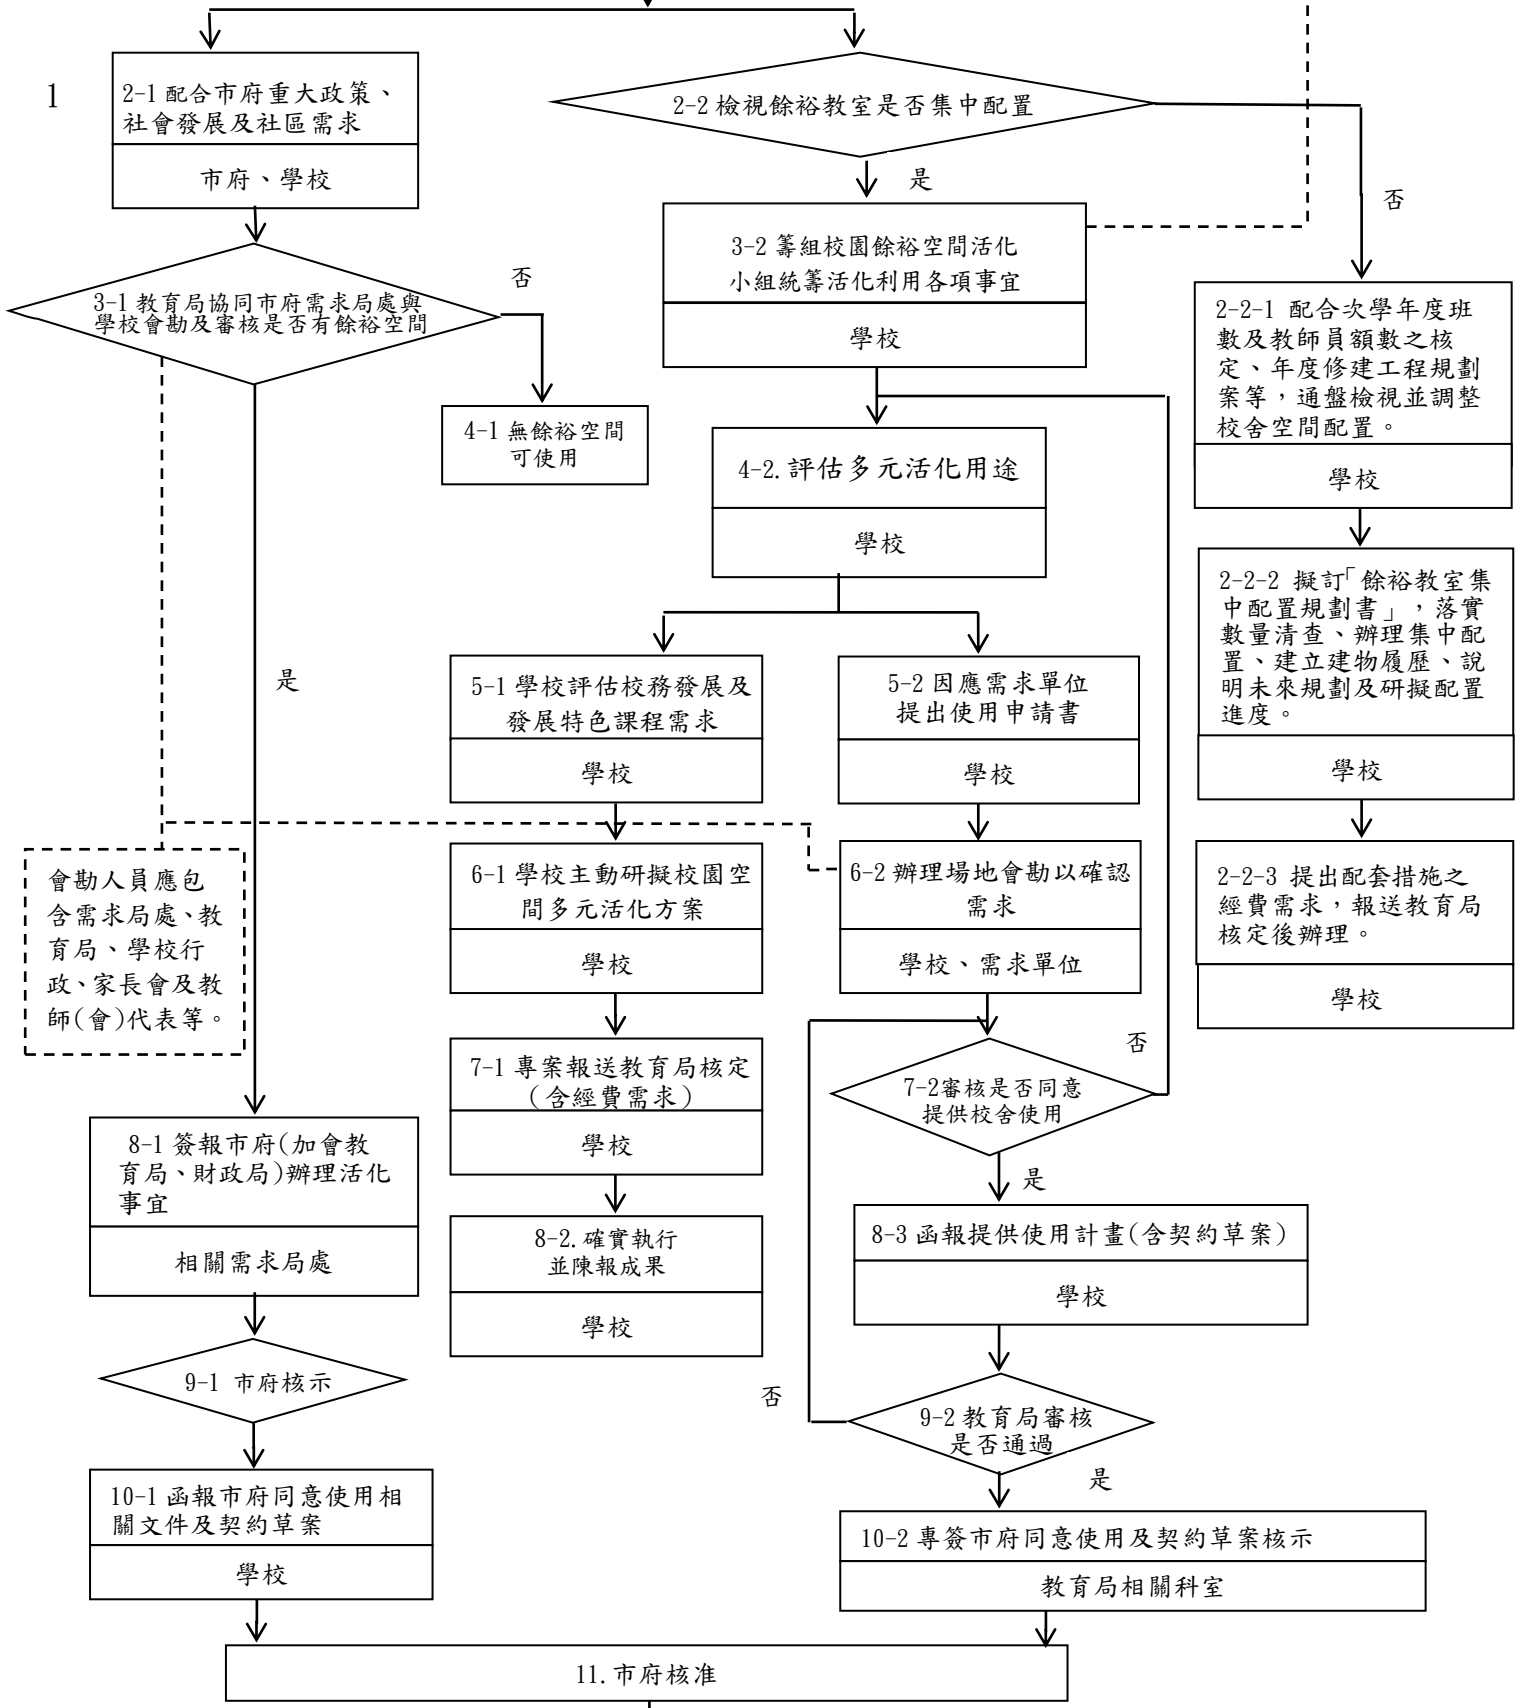 1
2-1 配合市府重大政策、
社會發展及社區需求
市府、學校
2-2 檢視餘裕教室是否集中配置
是
否
3-1 教育局協同市府需求局處與
學校會勘及審核是否有餘裕空間
否
是
3-2 籌組校園餘裕空間活化
小組統籌活化利用各項事宜
學校
2-2-1 配合次學年度班
數及教師員額數之核
定、年度修建工程規劃
案等，通盤檢視並調整
校舍空間配置。
學校
4-1 無餘裕空間
可使用
4-2.評估多元活化用途
學校
2-2-2 擬訂「餘裕教室集
中配置規劃書」，落實
數量清查、辦理集中配
置、建立建物履歷、說
明未來規劃及研擬配置
進度。
學校
5-1 學校評估校務發展及
發展特色課程需求
學校
5-2 因應需求單位
提出使用申請書
學校
會勘人員應包
含需求局處、教
育局、學校行
政、家長會及教
師(會)代表等。
6-1 學校主動研擬校園空
間多元活化方案
學校
6-2 辦理場地會勘以確認
需求
學校、需求單位
2-2-3 提出配套措施之
經費需求，報送教育局
核定後辦理。
學校
7-1 專案報送教育局核定
(含經費需求)
學校
7-2審核是否同意
提供校舍使用
否
是
8-1 簽報市府(加會教
育局、財政局)辦理活化
事宜
相關需求局處
8-2.確實執行
並陳報成果
學校
8-3 函報提供使用計畫(含契約草案)
學校
9-1 市府核示
9-2 教育局審核
是否通過
否
是
10-1 函報市府同意使用相
關文件及契約草案
學校
10-2 專簽市府同意使用及契約草案核示
教育局相關科室
11.市府核准